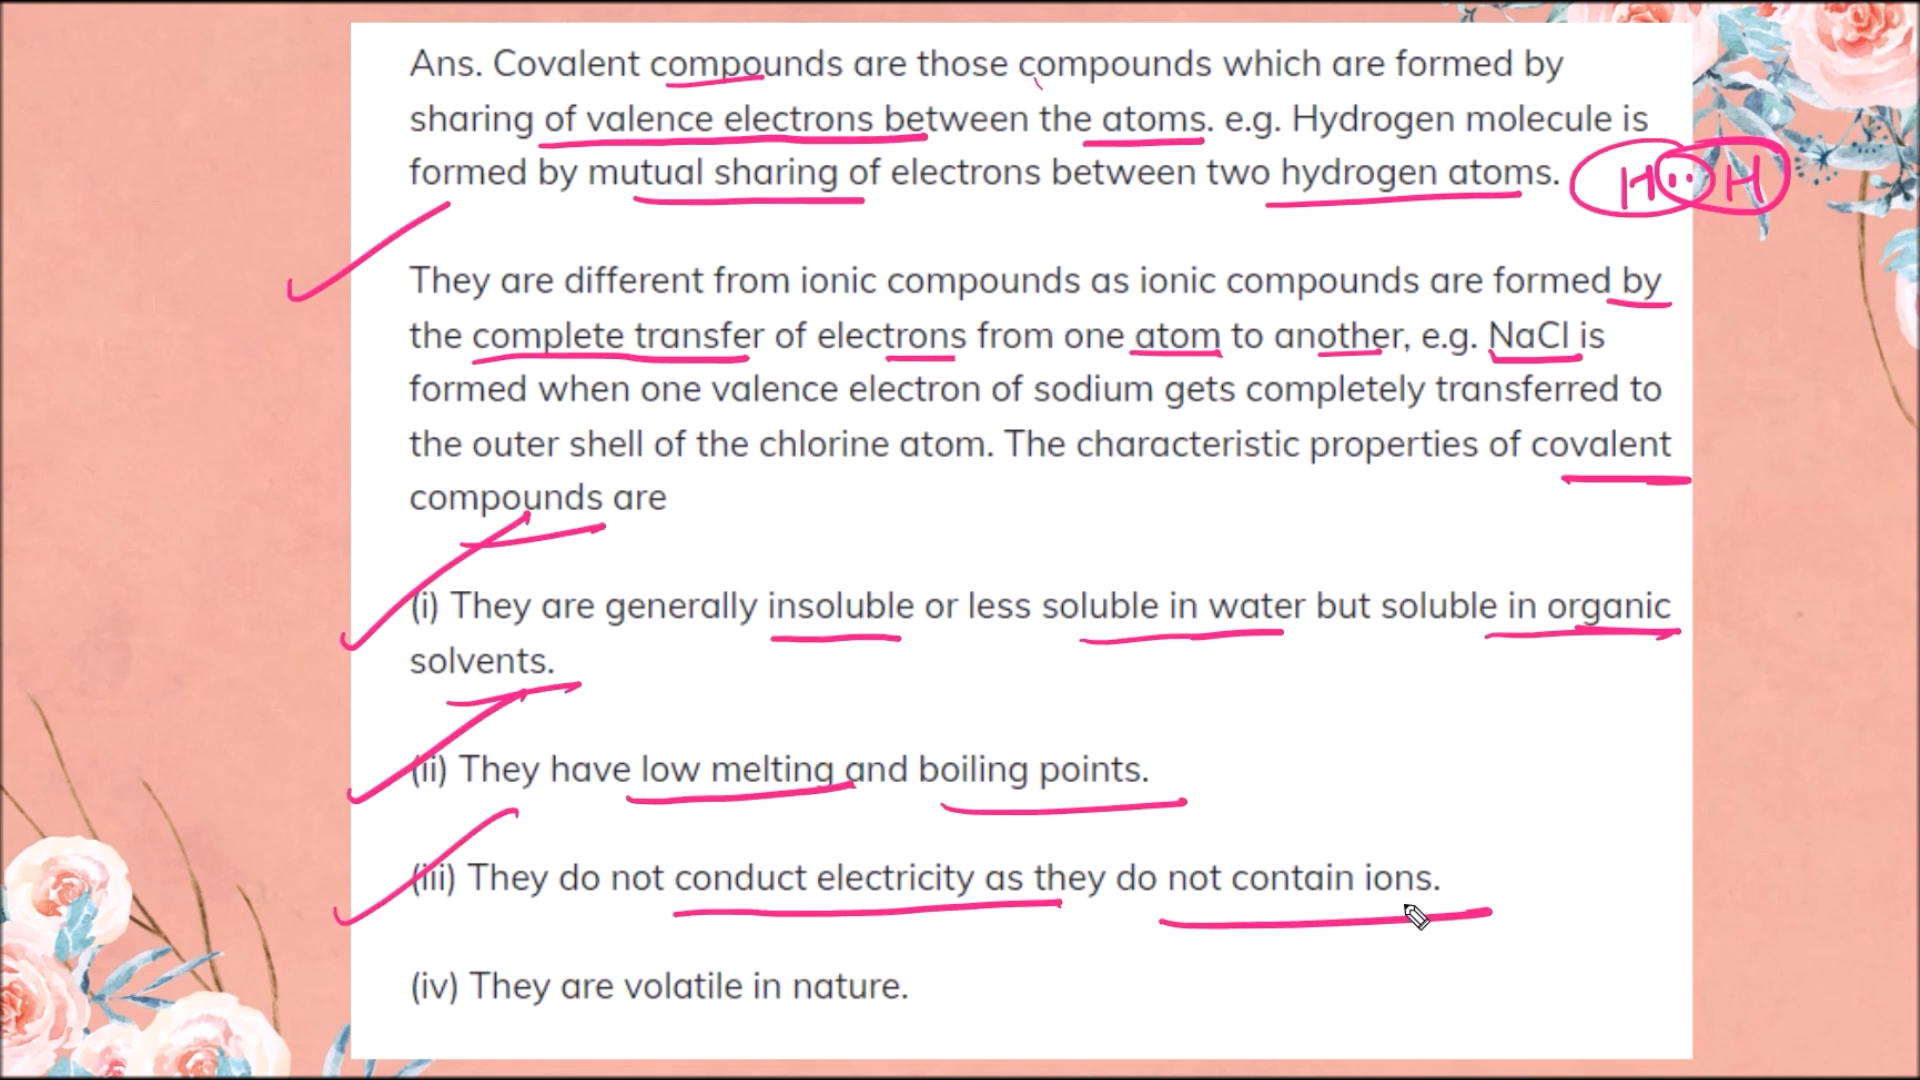 Ans. Covalent compounds are those compounds which are formed by
sharing of valence electrons between the atoms. e.g. Hydrogen molecule is
formed by mutual sharing of electrons between two hydrogen atoms. H •• H
They are different from ionic compounds as ionic compounds are formed by
the complete transfer of electrons from one atom to another, e.g. NaCl is
formed when one valence electron of sodium gets completely transferred to
the outer shell of the chlorine atom. The characteristic properties of covalent
compounds are
(i) They are generally insoluble or less soluble in water but soluble in organic
solvents.
(ii) They have low melting and boiling points.
(iii) They do not conduct electricity as they do not contain ions.
(iv) They are volatile in nature.